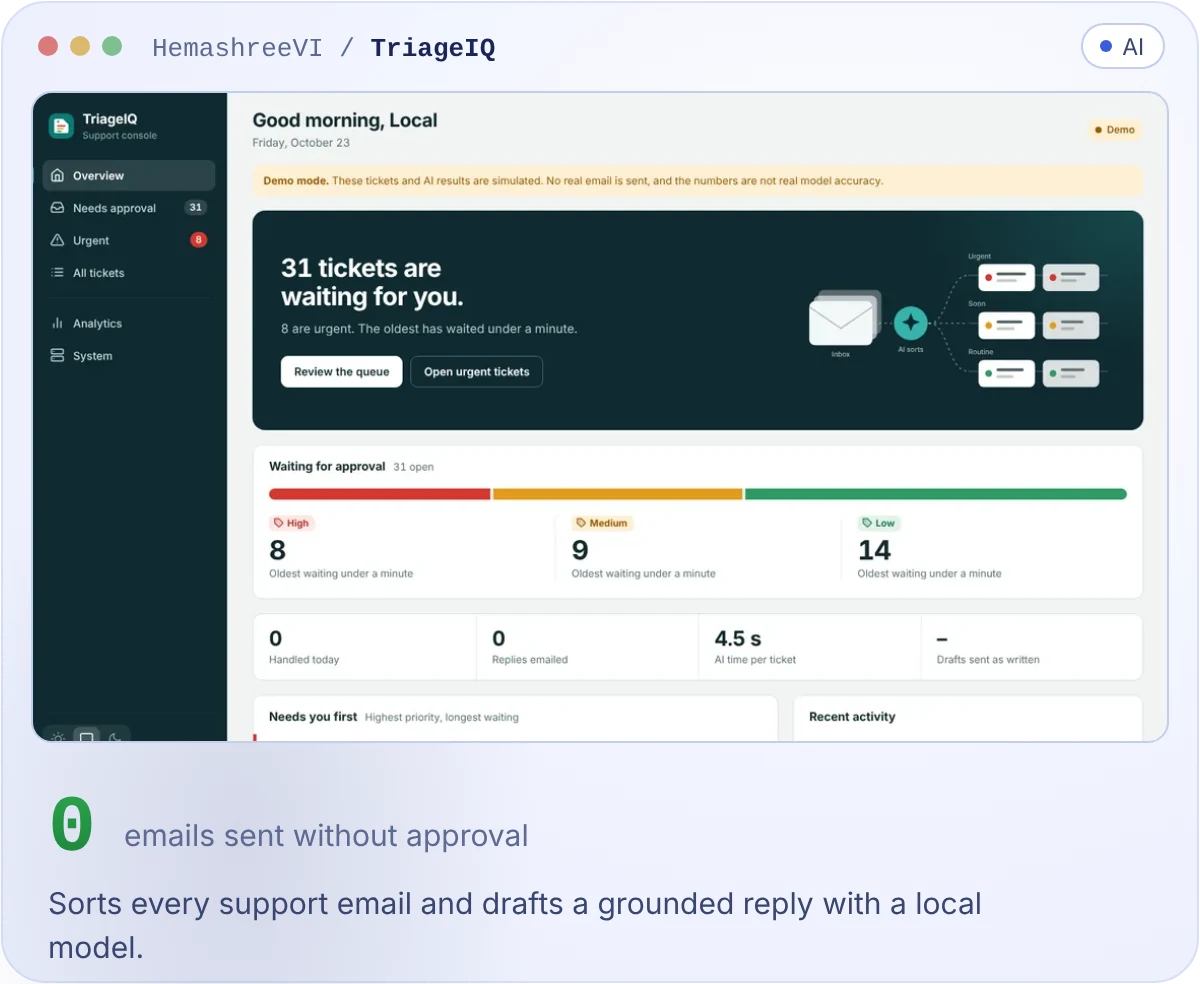 HemashreeVI / TriageIQ
AI
TriageIQ
Support console
Overview
Needs approval 31
Urgent 8
All tickets
Analytics
System
Good morning, Local
Friday, October 23
Demo
Demo mode. These tickets and AI results are simulated. No real email is sent, and the numbers are not real model accuracy.
31 tickets are
waiting for you.
8 are urgent. The oldest has waited under a minute.
Review the queue
Open urgent tickets
Inbox
AI sorts
Urgent
Soon
Routine
Waiting for approval 31 open
High
8
Oldest waiting under a minute
Medium
9
Oldest waiting under a minute
Low
14
Oldest waiting under a minute
0
Handled today
0
Replies emailed
4.5 s
AI time per ticket
–
Drafts sent as written
Needs you first Highest priority, longest waiting
Recent activity
0 emails sent without approval
Sorts every support email and drafts a grounded reply with a local
model.